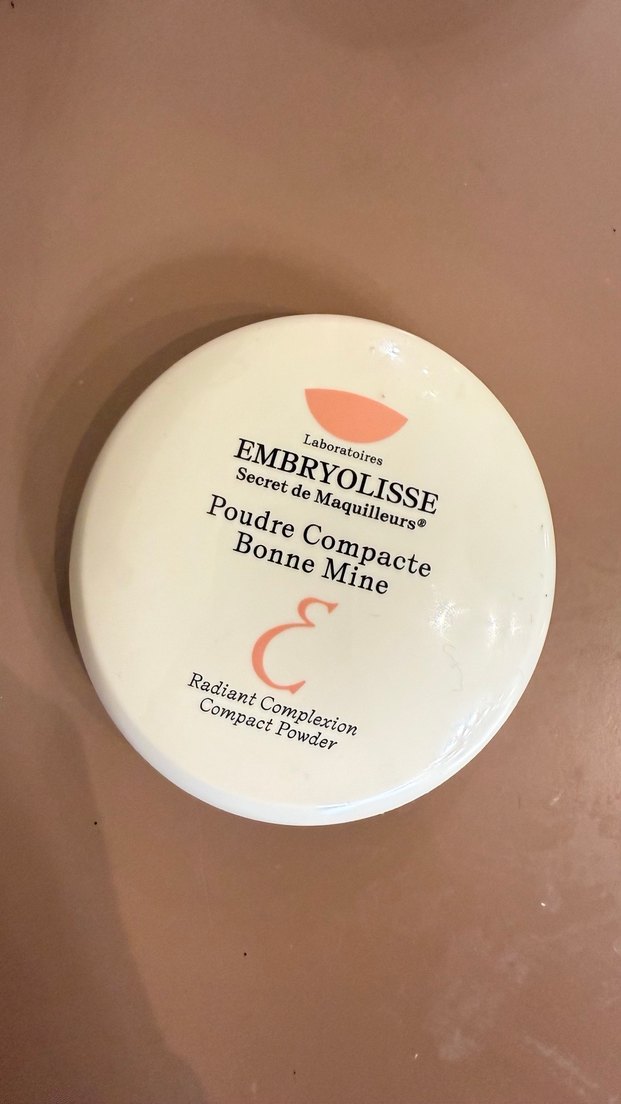 Laboratoires
EMBRYOLISSE
Secret de Maquilleurs®
Poudre Compacte
Bonne Mine
ε
Radiant Complexion
Compact Powder